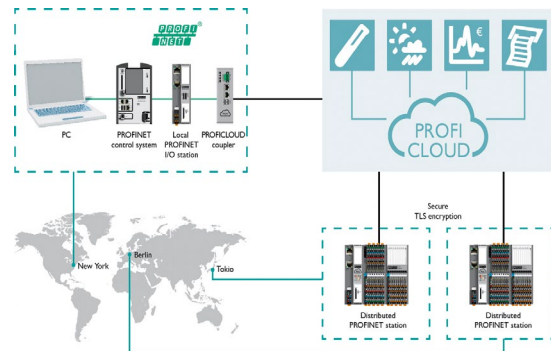 PROFI
NET
PC
PROFINET
control system
Local
PROFINET
I/O station
PROFICLOUD
coupler
€
PROFI
CLOUD
Secure
TLS encryption
New York
Berlin
Tokio
Distributed
PROFINET station
Distributed
PROFINET station